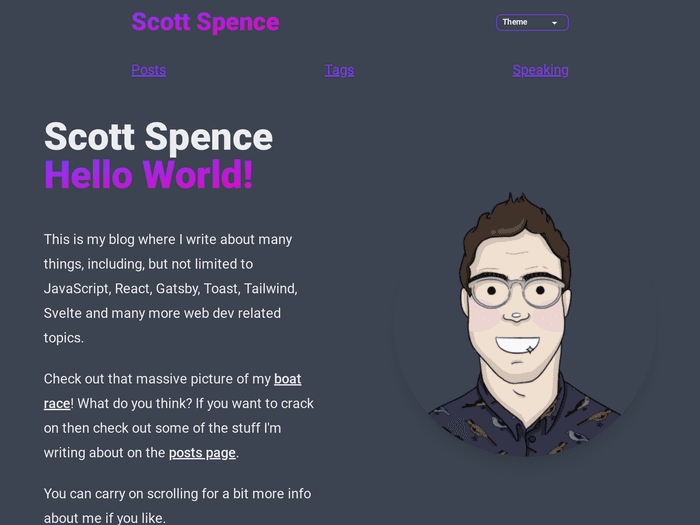 Scott Spence
Theme
Posts
Tags
Speaking
Scott Spence
Hello World!
This is my blog where I write about many
things, including, but not limited to
JavaScript, React, Gatsby, Toast, Tailwind,
Svelte and many more web dev related
topics.
Check out that massive picture of my boat
race! What do you think? If you want to crack
on then check out some of the stuff I'm
writing about on the posts page.
You can carry on scrolling for a bit more info
about me if you like.